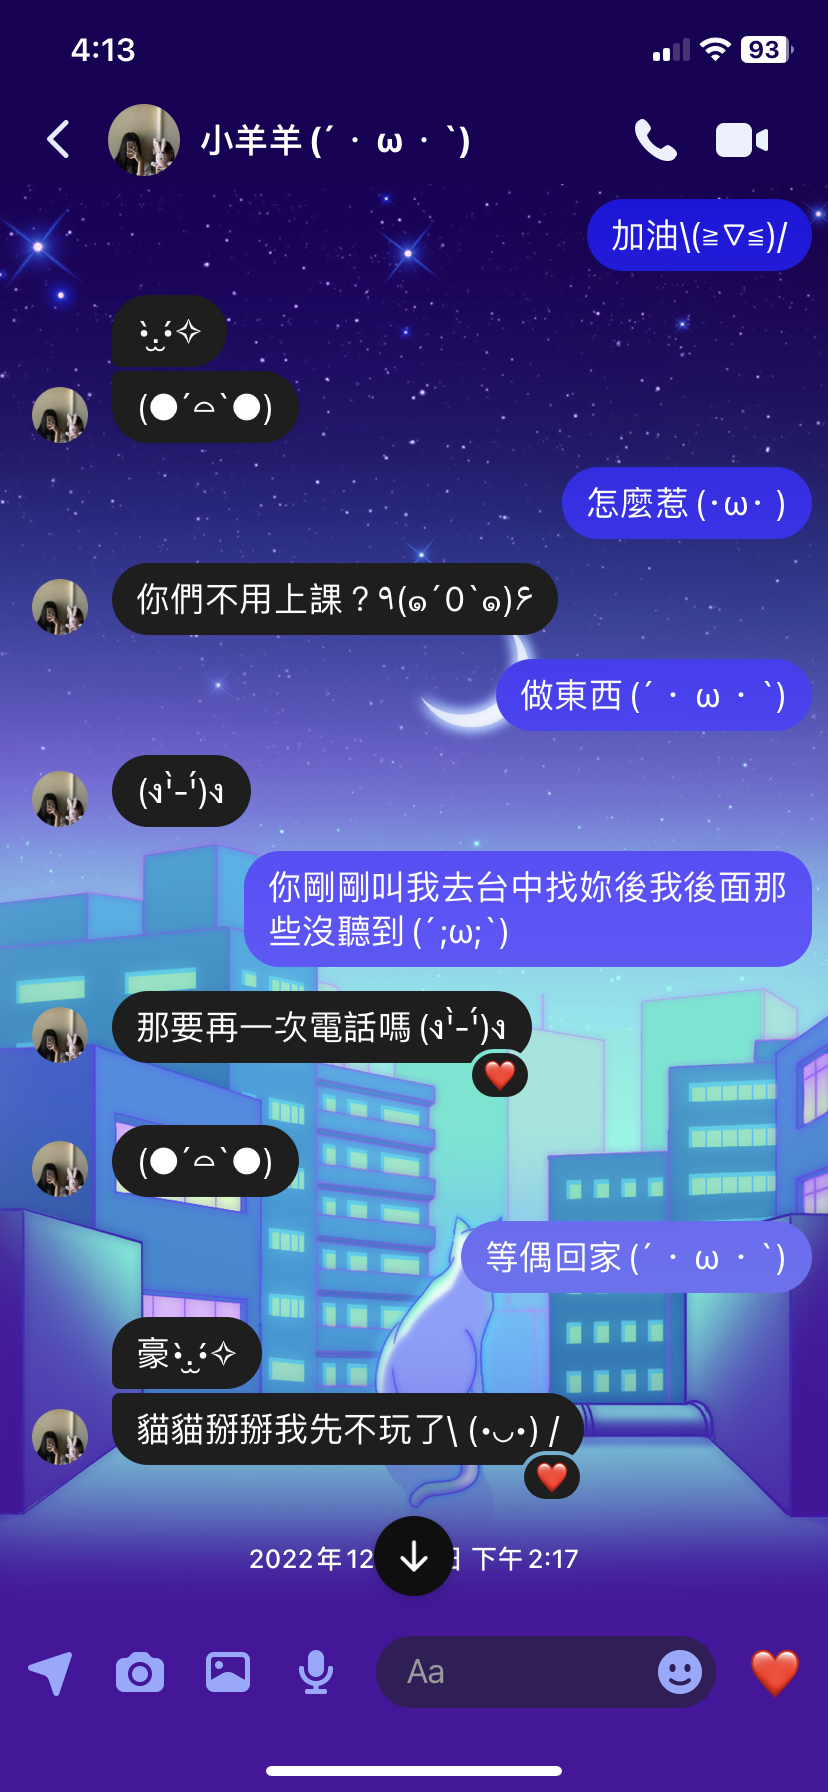 4:13
93
小羊羊 (´・ω・`)
加油\(≧▽≦)/
·̀.̫·́✧
(●´⌓`●)
怎麼惹 (･ω･ )
你們不用上課？٩(๑´0`๑)۶
做東西 (´・ω・`)
(ง'̀-'́)ง
你剛剛叫我去台中找妳後我後面那
些沒聽到 (´;ω;`)
那要再一次電話嗎 (ง'̀-'́)ง
(●´⌓`●)
等偶回家 (´・ω・`)
豪·̀.̫·́✧
貓貓掰掰我先不玩了\ (•◡•) /
2022年12 日 下午2:17
Aa